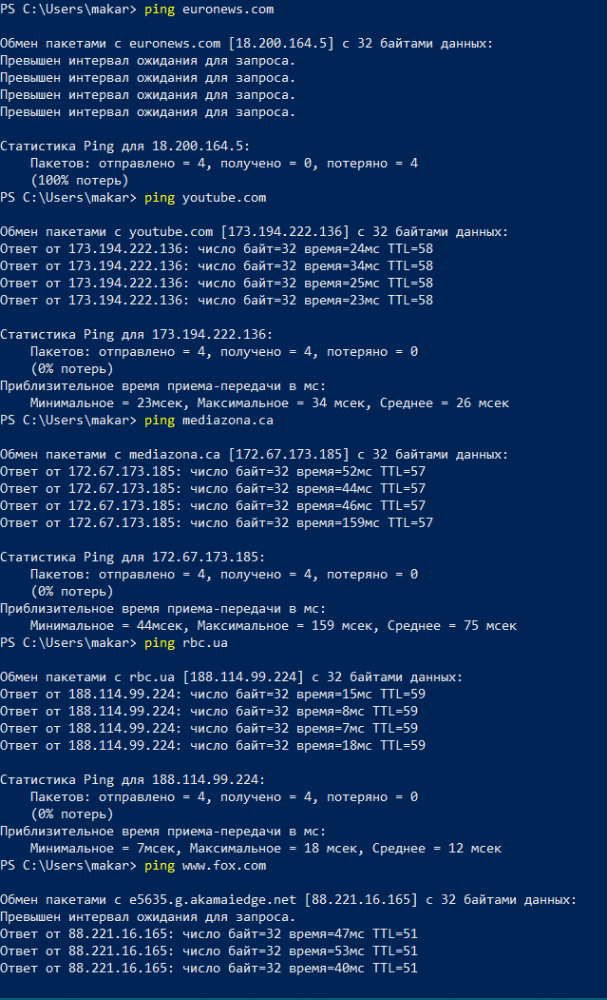 PS C:\Users\makar> ping euronews.com
Обмен пакетами с euronews.com [18.200.164.5] с 32 байтами данных:
Превышен интервал ожидания для запроса.
Превышен интервал ожидания для запроса.
Превышен интервал ожидания для запроса.
Превышен интервал ожидания для запроса.
Статистика Ping для 18.200.164.5:
Пакетов: отправлено = 4, получено = 0, потеряно = 4
(100% потерь)
PS C:\Users\makar> ping youtube.com
Обмен пакетами с youtube.com [173.194.222.136] с 32 байтами данных:
Ответ от 173.194.222.136: число байт=32 время=24мс TTL=58
Ответ от 173.194.222.136: число байт=32 время=34мс TTL=58
Ответ от 173.194.222.136: число байт=32 время=25мс TTL=58
Ответ от 173.194.222.136: число байт=32 время=23мс TTL=58
Статистика Ping для 173.194.222.136:
Пакетов: отправлено = 4, получено = 4, потеряно = 0
(0% потерь)
Приблизительное время приема-передачи в мс:
Минимальное = 23мсек, Максимальное = 34 мсек, Среднее = 26 мсек
PS C:\Users\makar> ping mediazona.ca
Обмен пакетами с mediazona.ca [172.67.173.185] с 32 байтами данных:
Ответ от 172.67.173.185: число байт=32 время=52мс TTL=57
Ответ от 172.67.173.185: число байт=32 время=44мс TTL=57
Ответ от 172.67.173.185: число байт=32 время=46мс TTL=57
Ответ от 172.67.173.185: число байт=32 время=159мс TTL=57
Статистика Ping для 172.67.173.185:
Пакетов: отправлено = 4, получено = 4, потеряно = 0
(0% потерь)
Приблизительное время приема-передачи в мс:
Минимальное = 44мсек, Максимальное = 159 мсек, Среднее = 75 мсек
PS C:\Users\makar> ping rbc.ua
Обмен пакетами с rbc.ua [188.114.99.224] с 32 байтами данных:
Ответ от 188.114.99.224: число байт=32 время=15мс TTL=59
Ответ от 188.114.99.224: число байт=32 время=8мс TTL=59
Ответ от 188.114.99.224: число байт=32 время=7мс TTL=59
Ответ от 188.114.99.224: число байт=32 время=18мс TTL=59
Статистика Ping для 188.114.99.224:
Пакетов: отправлено = 4, получено = 4, потеряно = 0
(0% потерь)
Приблизительное время приема-передачи в мс:
Минимальное = 7мсек, Максимальное = 18 мсек, Среднее = 12 мсек
PS C:\Users\makar> ping www.fox.com
Обмен пакетами с e5635.g.akamaiedge.net [88.221.16.165] с 32 байтами данных:
Превышен интервал ожидания для запроса.
Ответ от 88.221.16.165: число байт=32 время=47мс TTL=51
Ответ от 88.221.16.165: число байт=32 время=53мс TTL=51
Ответ от 88.221.16.165: число байт=32 время=40мс TTL=51